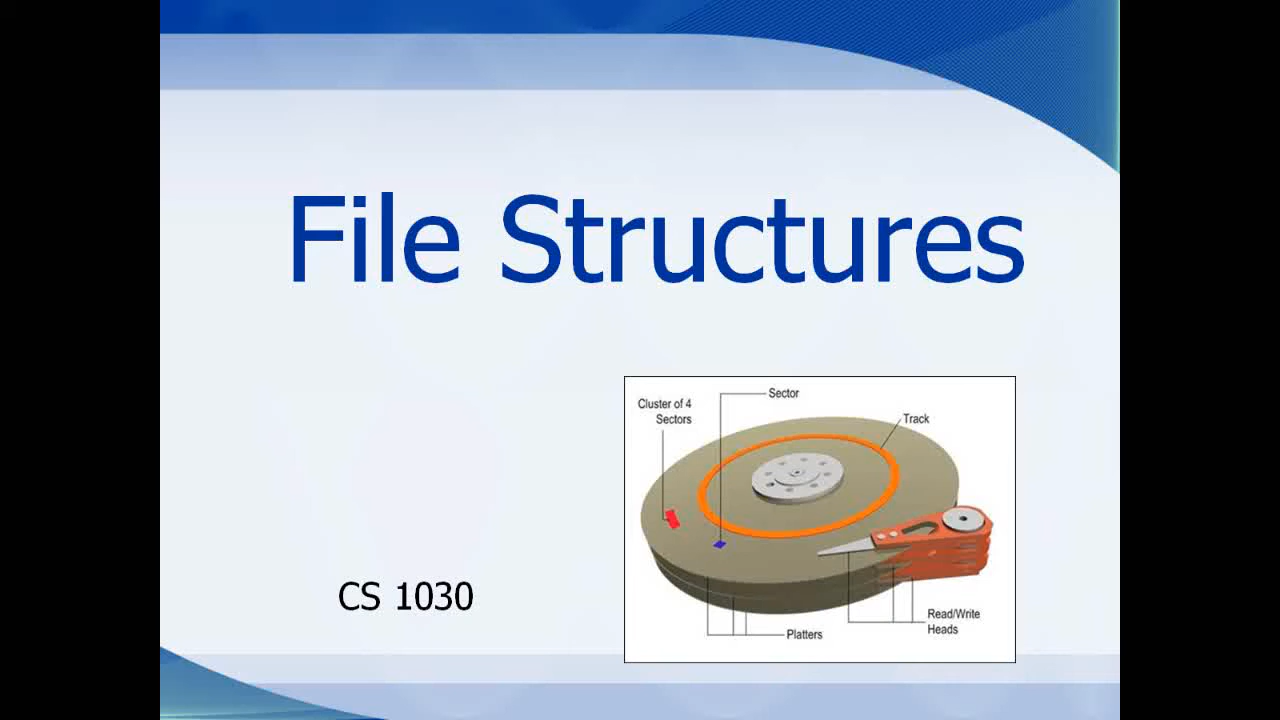 File Structures
CS 1030
Sector
Cluster of 4
Sectors
Track
Read/Write
Heads
Platters